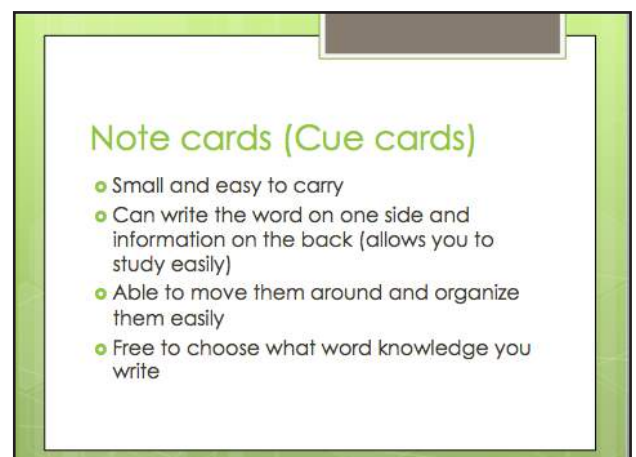 Note cards (Cue cards)
Small and easy to carry
Can write the word on one side and
information on the back (allows you to
study easily)
Able to move them around and organize
them easily
Free to choose what word knowledge you
write